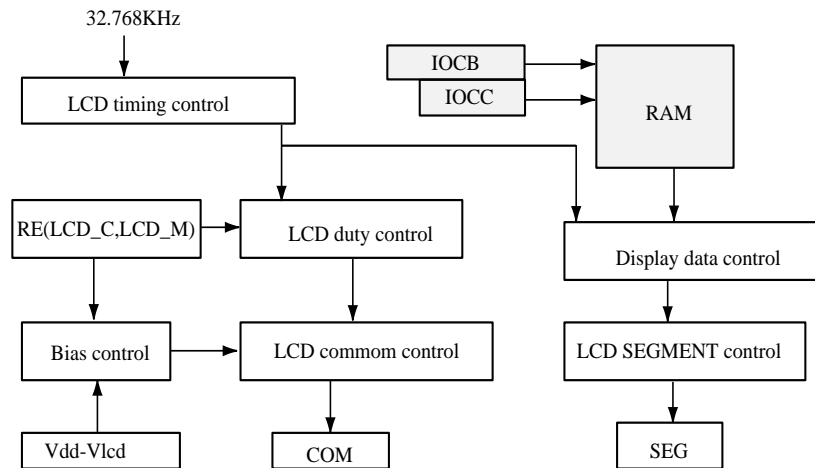 32.768KHz
IOCB
LCD timing control
IOCC
RAM
RE(LCD_C,LCD_M)
LCD duty control
Display data control
Bias control
LCD commom control
LCD SEGMENT control
Vdd-Vlcd
COM
SEG